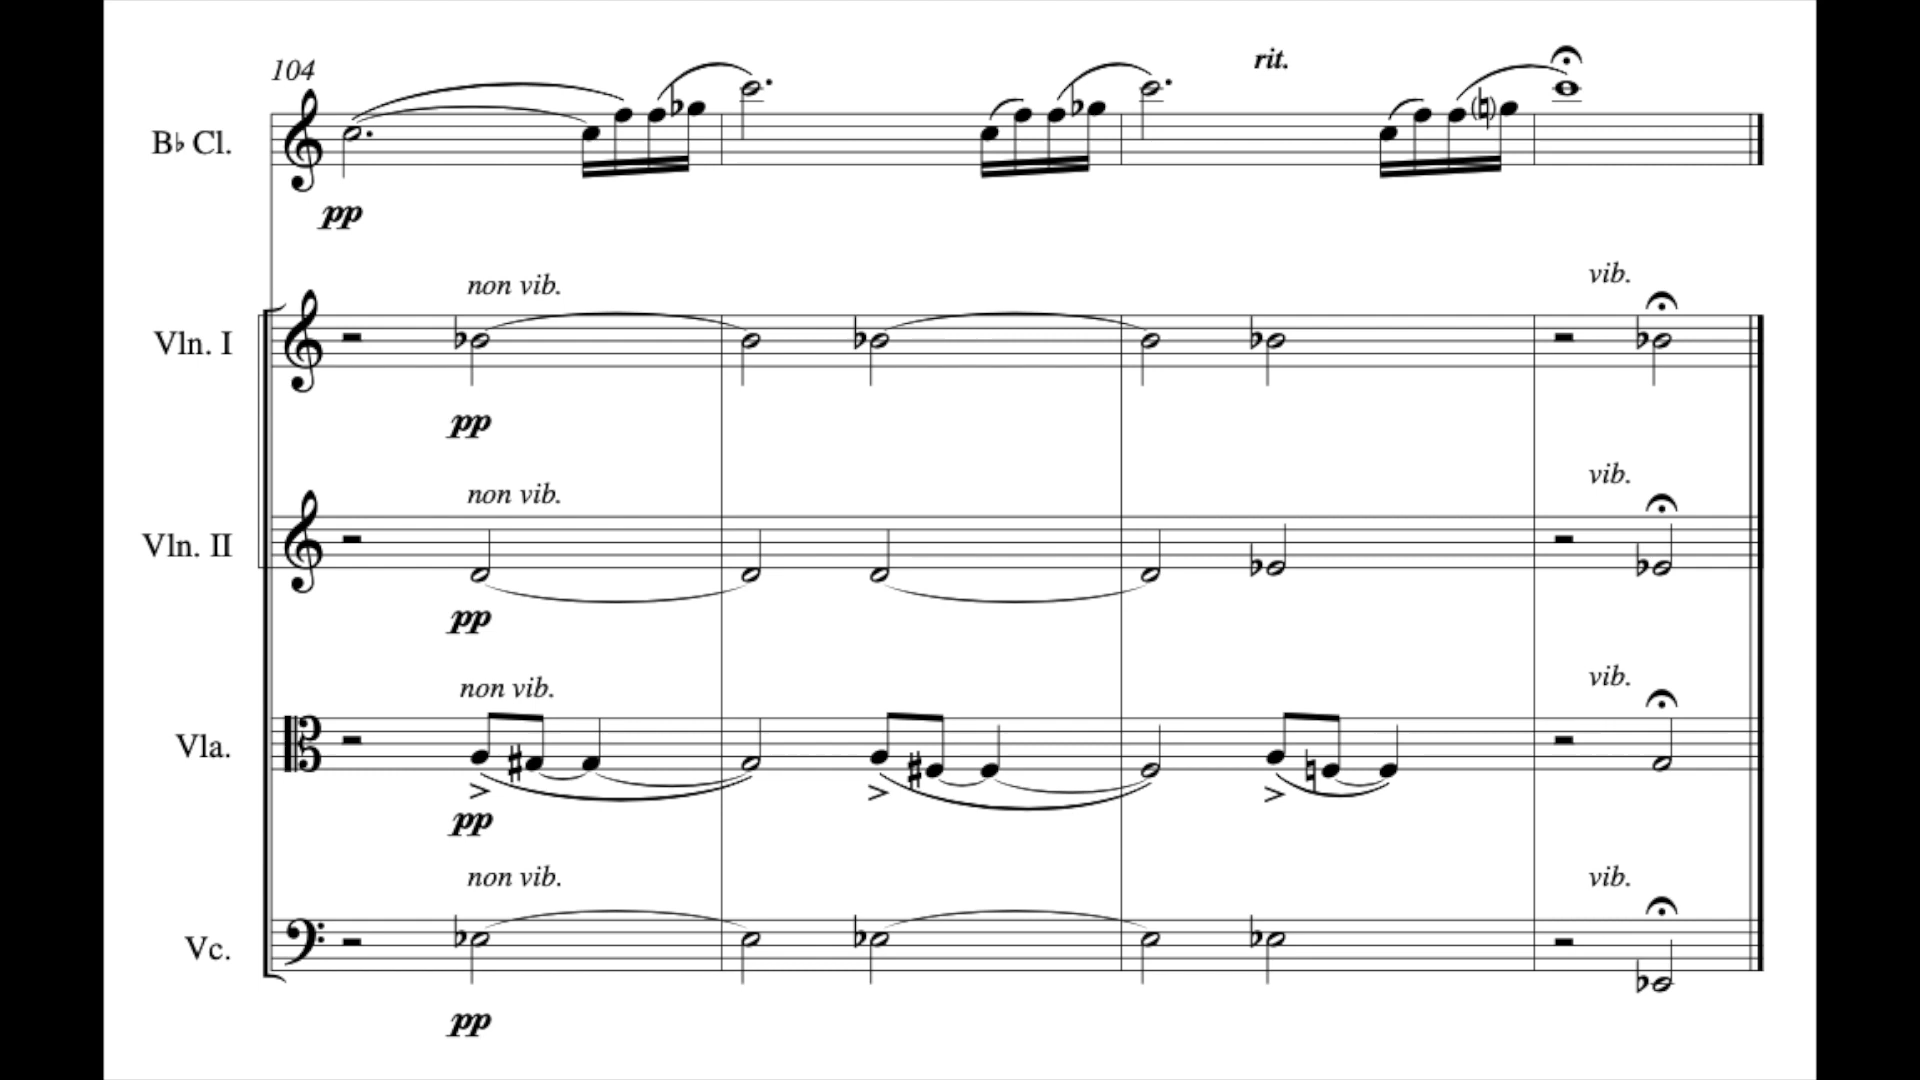 104
rit.
B♭ Cl.
pp
non vib.
vib.
Vln. I
pp
non vib.
vib.
Vln. II
pp
non vib.
vib.
Vla.
pp
non vib.
vib.
Vc.
pp